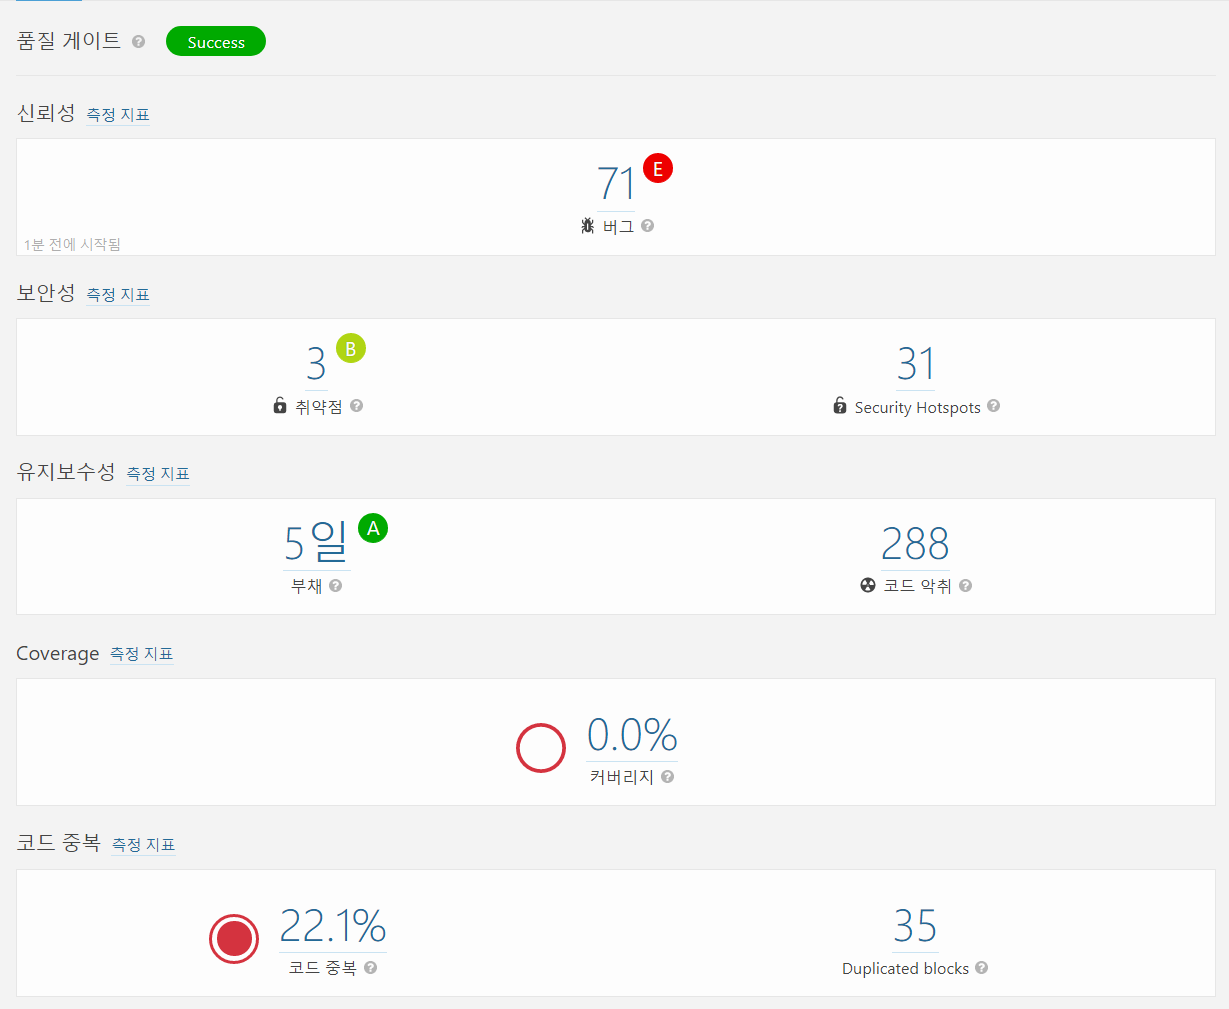 품질 게이트 Success
신뢰성 측정 지표
71 E
버그
1분 전에 시작됨
보안성 측정 지표
3 B
취약점
31
Security Hotspots
유지보수성 측정 지표
5일 A
부채
288
코드 악취
Coverage 측정 지표
0.0%
커버리지
코드 중복 측정 지표
22.1%
코드 중복
35
Duplicated blocks